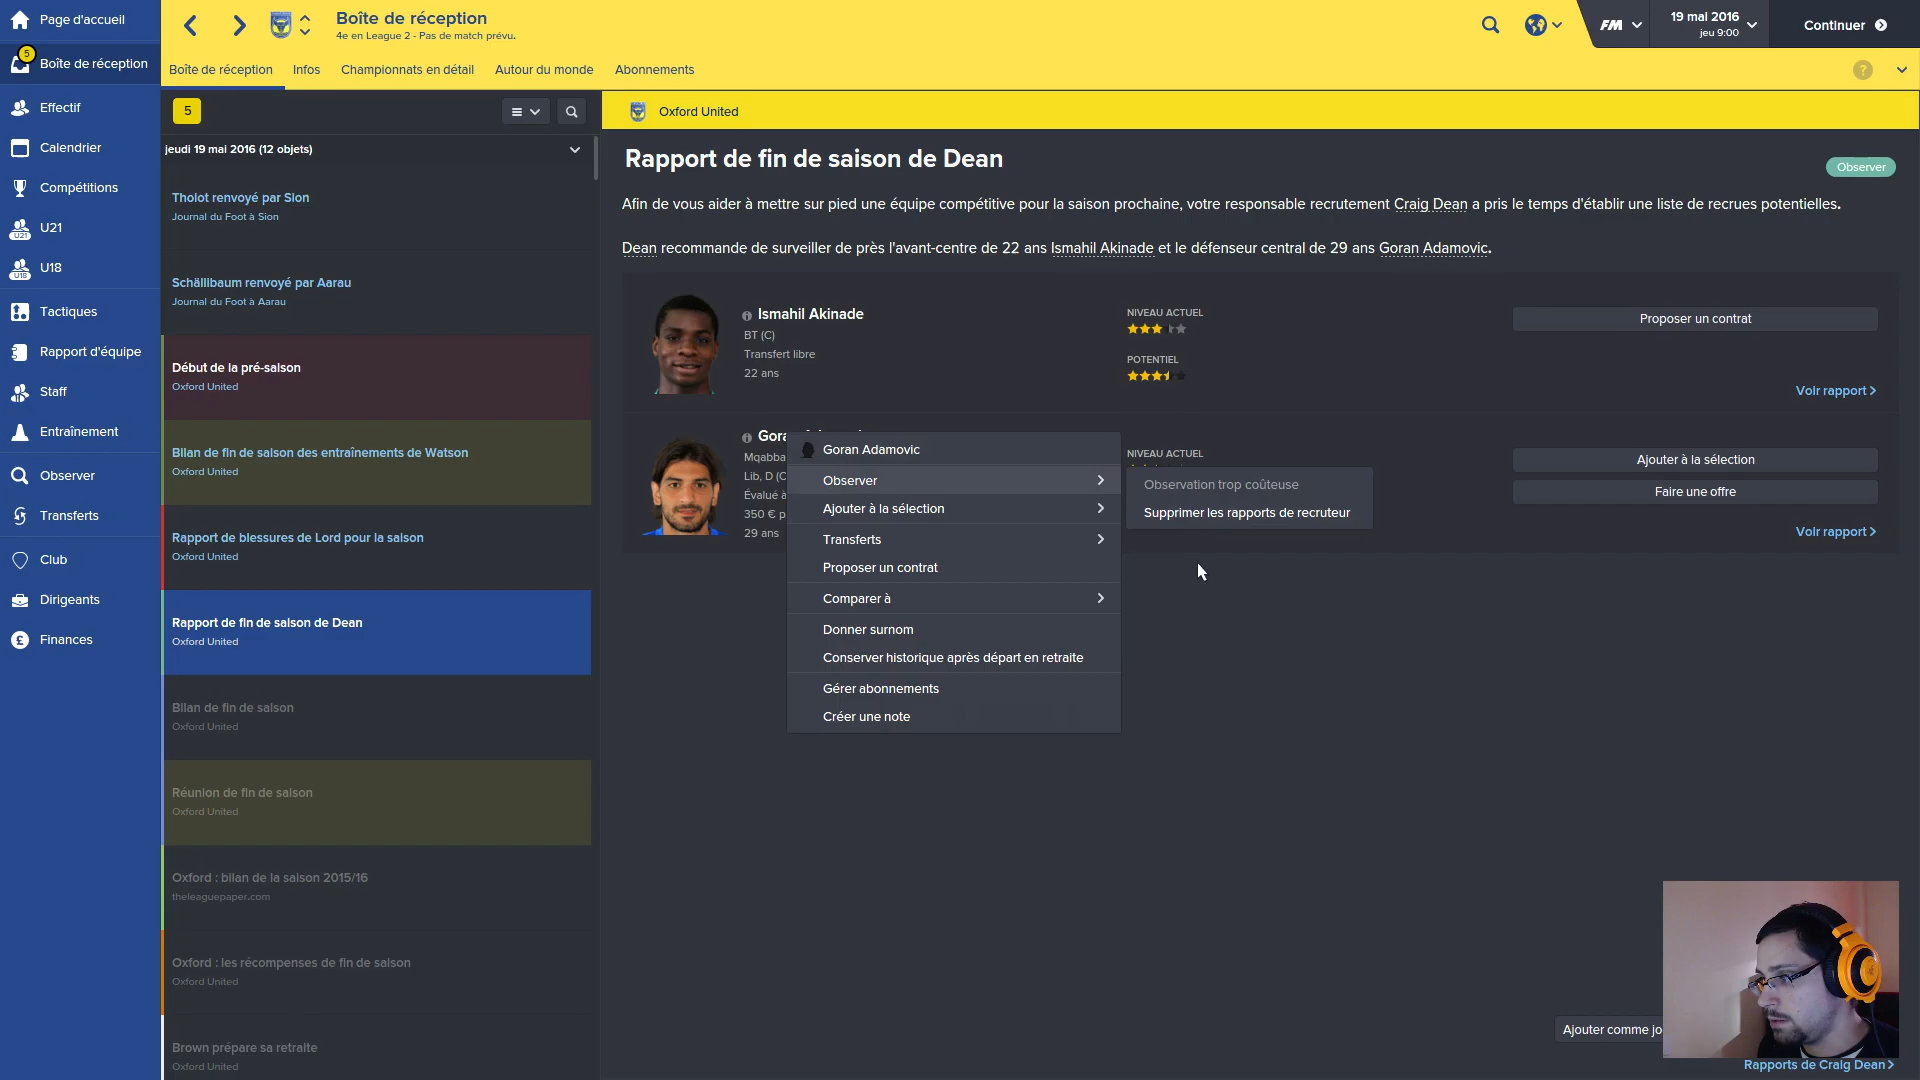 Page d'accueil
5
Boîte de réception
Effectif
Calendrier
Compétitions
U21
U21
U18
U18
Tactiques
Rapport d'équipe
Staff
Entraînement
Observer
Transferts
Club
Dirigeants
Finances
Boîte de réception
4e en League 2 - Pas de match prévu.
FM
19 mai 2016
jeu 9:00
Continuer
Boîte de réception
Infos
Championnats en détail
Autour du monde
Abonnements
?
5
jeudi 19 mai 2016 (12 objets)
Tholot renvoyé par Sion
Journal du Foot à Sion
Schällibaum renvoyé par Aarau
Journal du Foot à Aarau
Début de la pré-saison
Oxford United
Bilan de fin de saison des entraînements de Watson
Oxford United
Rapport de blessures de Lord pour la saison
Oxford United
Rapport de fin de saison de Dean
Oxford United
Bilan de fin de saison
Oxford United
Réunion de fin de saison
Oxford United
Oxford : bilan de la saison 2015/16
theleaguepaper.com
Oxford : les récompenses de fin de saison
Oxford United
Brown prépare sa retraite
Oxford United
Oxford United
Rapport de fin de saison de Dean
Observer
Afin de vous aider à mettre sur pied une équipe compétitive pour la saison prochaine, votre responsable recrutement Craig Dean a pris le temps d'établir une liste de recrues potentielles.
Dean recommande de surveiller de près l'avant-centre de 22 ans Ismahil Akinade et le défenseur central de 29 ans Goran Adamovic.
Ismahil Akinade
BT (C)
Transfert libre
22 ans
NIVEAU ACTUEL
POTENTIEL
Proposer un contrat
Voir rapport
Gora
Mqabba
Lib, D (C
Évalué à
350 € p
29 ans
NIVEAU ACTUEL
Ajouter à la sélection
Faire une offre
Voir rapport
Goran Adamovic
Observer
Ajouter à la sélection
Transferts
Proposer un contrat
Comparer à
Donner surnom
Conserver historique après départ en retraite
Gérer abonnements
Créer une note
Observation trop coûteuse
Supprimer les rapports de recruteur
Ajouter comme jo
Rapports de Craig Dean